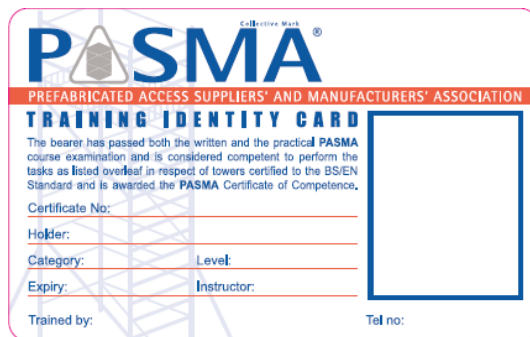 Collective Mark
PASMA®
PREFABRICATED ACCESS SUPPLIERS' AND MANUFACTURERS' ASSOCIATION
TRAINING IDENTITY CARD
The bearer has passed both the written and the practical PASMA
course examination and is considered competent to perform the
tasks as listed overleaf in respect of towers certified to the BS/EN
Standard and is awarded the PASMA Certificate of Competence.
Certificate No:
Holder:
Category: Level:
Expiry: Instructor:
Trained by: Tel no: